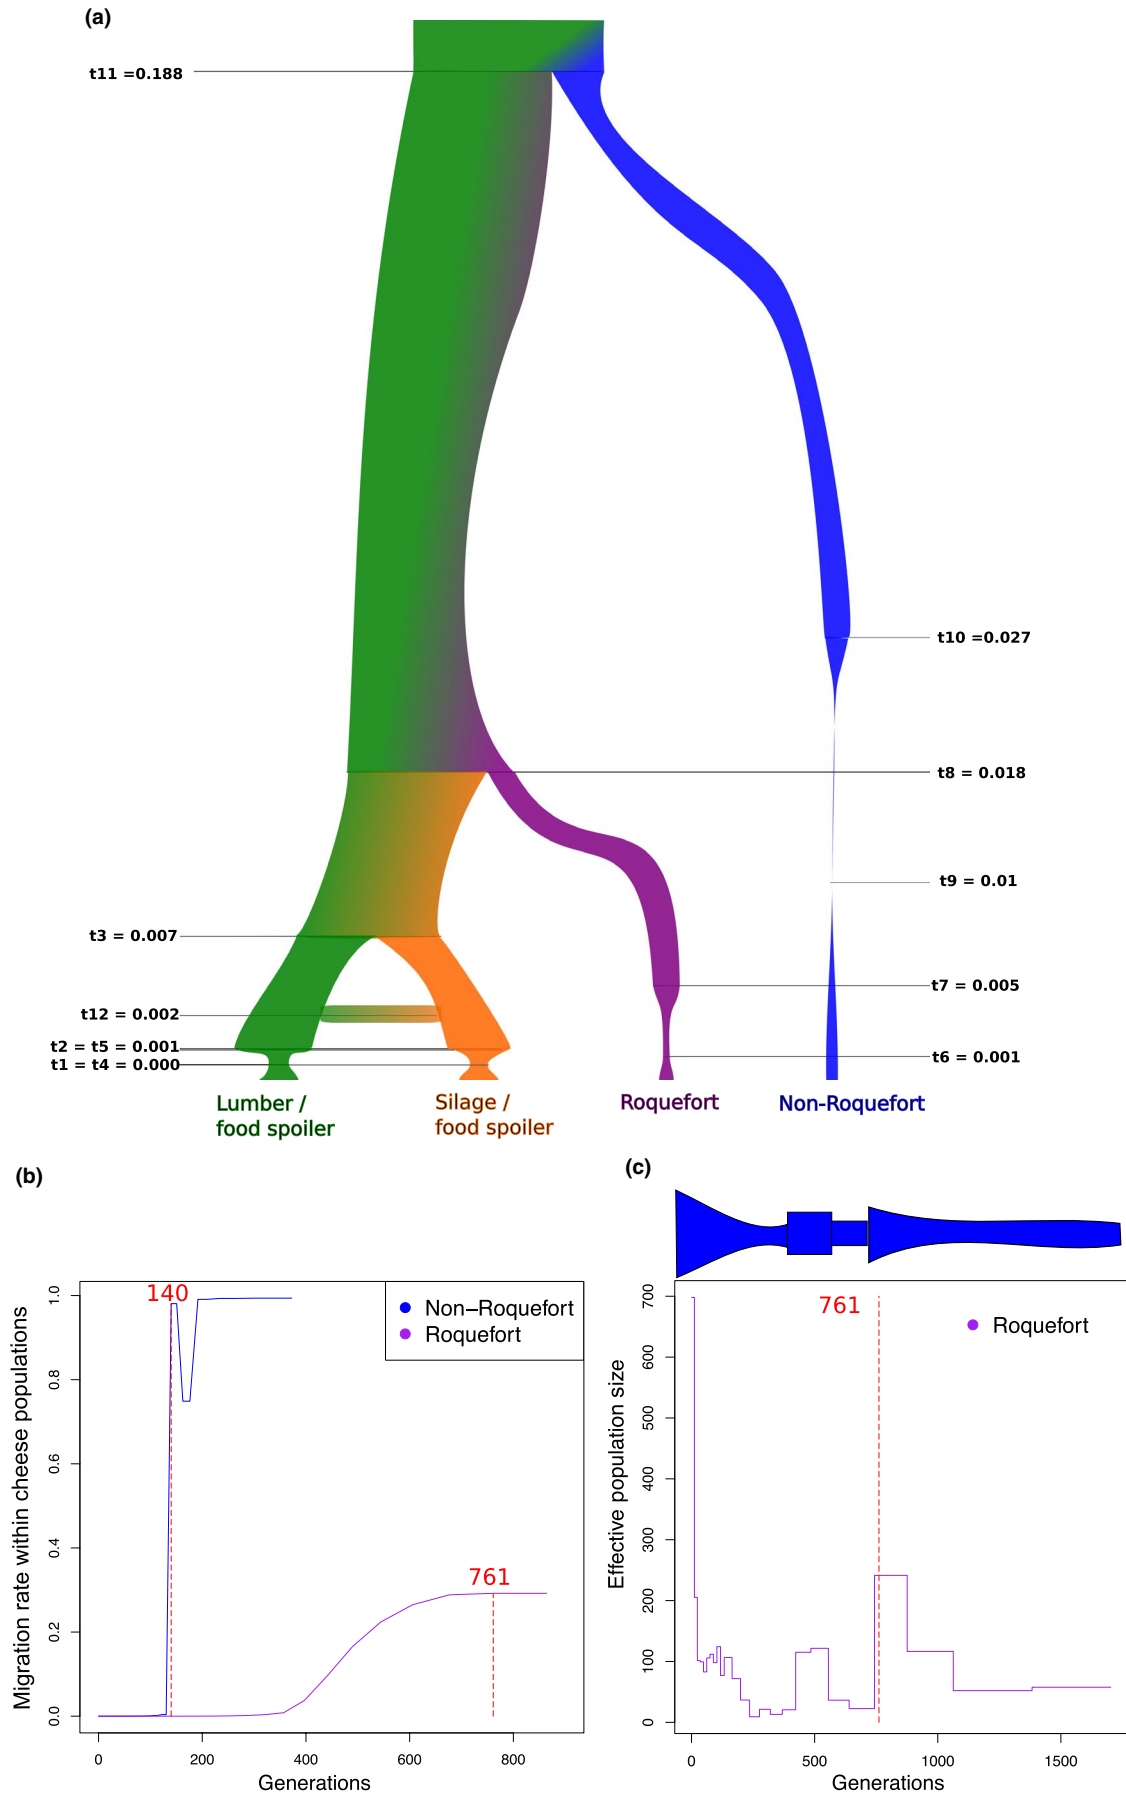 (a)
t11 =0.188
t10 =0.027
t8 = 0.018
t9 = 0.01
t3 = 0.007
t7 = 0.005
t12 = 0.002
t2 = t5 = 0.001
t6 = 0.001
t1 = t4 = 0.000
Lumber /
food spoiler
Silage /
food spoiler
Roquefort
Non-Roquefort
(b)
140
Non−Roquefort
Roquefort
761
Migration rate within cheese populations
0.0
0.2
0.4
0.6
0.8
1.0
0
200
400
600
800
Generations
(c)
761
Roquefort
Effective population size
0
100
200
300
400
500
600
700
0
500
1000
1500
Generations